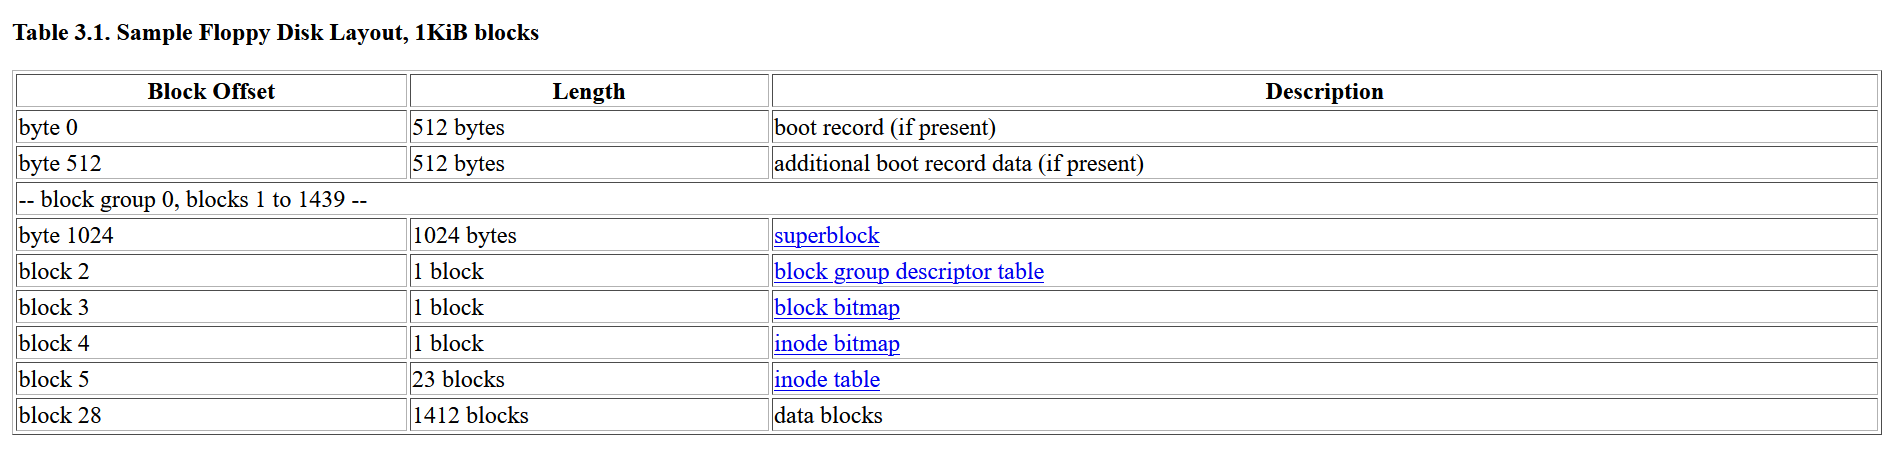 Table 3.1. Sample Floppy Disk Layout, 1KiB blocks
Block Offset Length Description
byte 0 512 bytes boot record (if present)
byte 512 512 bytes additional boot record data (if present)
-- block group 0, blocks 1 to 1439 --
byte 1024 1024 bytes superblock
block 2 1 block block group descriptor table
block 3 1 block block bitmap
block 4 1 block inode bitmap
block 5 23 blocks inode table
block 28 1412 blocks data blocks